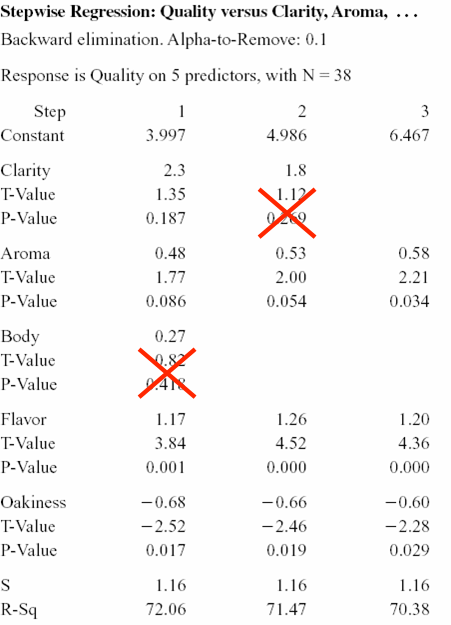 Stepwise Regression: Quality versus Clarity, Aroma, ...
Backward elimination. Alpha-to-Remove: 0.1
Response is Quality on 5 predictors, with N = 38
Step 1 2 3
Constant 3.997 4.986 6.467
Clarity 2.3 1.8
T-Value 1.35 1.12
P-Value 0.187 0.269
Aroma 0.48 0.53 0.58
T-Value 1.77 2.00 2.21
P-Value 0.086 0.054 0.034
Body 0.27
T-Value 0.82
P-Value 0.418
Flavor 1.17 1.26 1.20
T-Value 3.84 4.52 4.36
P-Value 0.001 0.000 0.000
Oakiness −0.68 −0.66 −0.60
T-Value −2.52 −2.46 −2.28
P-Value 0.017 0.019 0.029
S 1.16 1.16 1.16
R-Sq 72.06 71.47 70.38